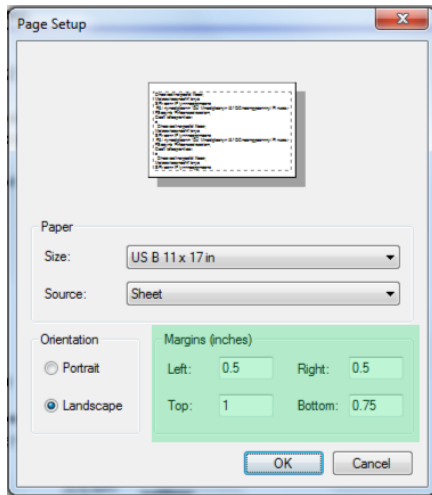 Page Setup
Paper
Size: US B 11 x 17 in
Source: Sheet
Orientation
Portrait
Landscape
Margins (inches)
Left: 0.5 Right: 0.5
Top: 1 Bottom: 0.75
OK Cancel